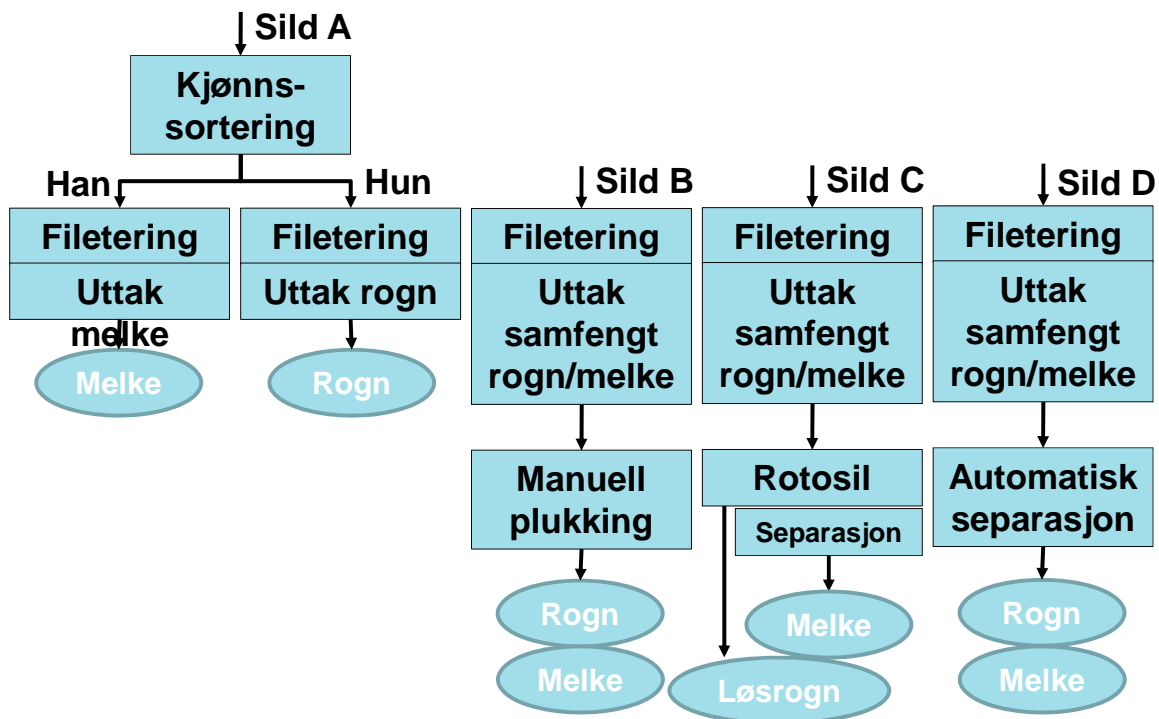 Sild A
Kjønns-
sortering
Han
Hun
Filetering
Uttak
melke
Melke
Filetering
Uttak rogn
Rogn
Sild B
Filetering
Uttak
samfengt
rogn/melke
Manuell
plukking
Rogn
Melke
Sild C
Filetering
Uttak
samfengt
rogn/melke
Rotosil
Separasjon
Melke
Løsrogn
Sild D
Filetering
Uttak
samfengt
rogn/melke
Automatisk
separasjon
Rogn
Melke